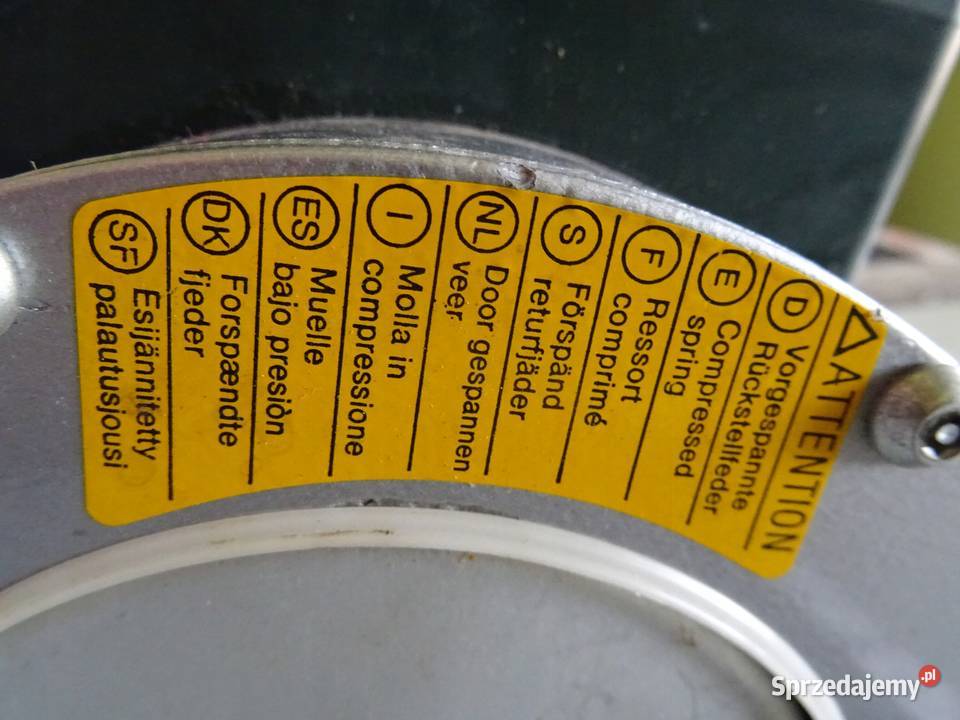 ATTENTION
D Vorgespannte
Rückstellfeder
E Compressed
spring
F Ressort
comprimé
S Förspänd
returfjäder
NL Door gespannen
veer
I Molla in
compressione
ES Muelle
bajo presiòn
DK Forspændte
fjeder
SF Esijännitetty
palautusjousi
Sprzedajemy.pl